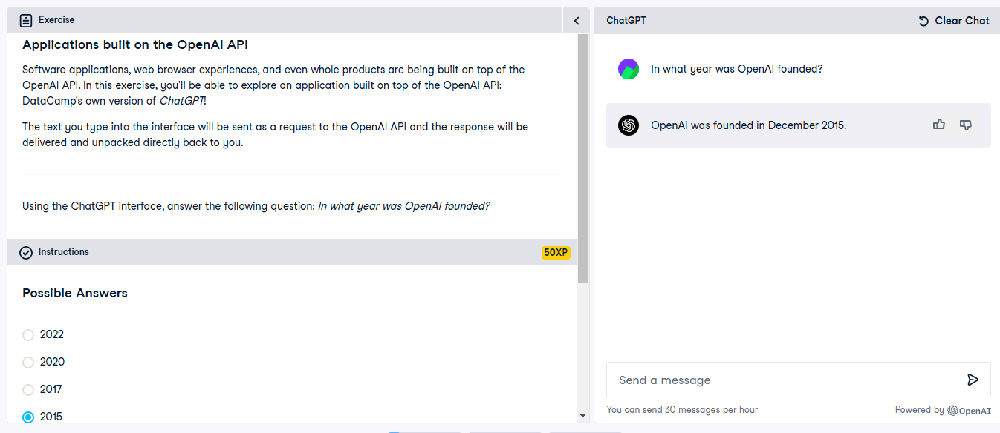 Exercise
Applications built on the OpenAI API
Software applications, web browser experiences, and even whole products are being built on top of the
OpenAI API. In this exercise, you'll be able to explore an application built on top of the OpenAI API:
DataCamp's own version of ChatGPT!
The text you type into the interface will be sent as a request to the OpenAI API and the response will be
delivered and unpacked directly back to you.
Using the ChatGPT interface, answer the following question: In what year was OpenAI founded?
Instructions
50XP
Possible Answers
2022
2020
2017
2015
ChatGPT
Clear Chat
In what year was OpenAI founded?
OpenAI was founded in December 2015.
Send a message
You can send 30 messages per hour
Powered by OpenAI